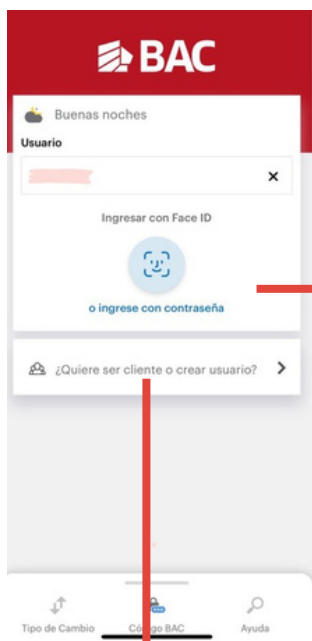 BAC
Buenas noches
Usuario
Ingresar con Face ID
o ingrese con contraseña
¿Quiere ser cliente o crear usuario?
Tipo de Cambio
Código BAC
Ayuda